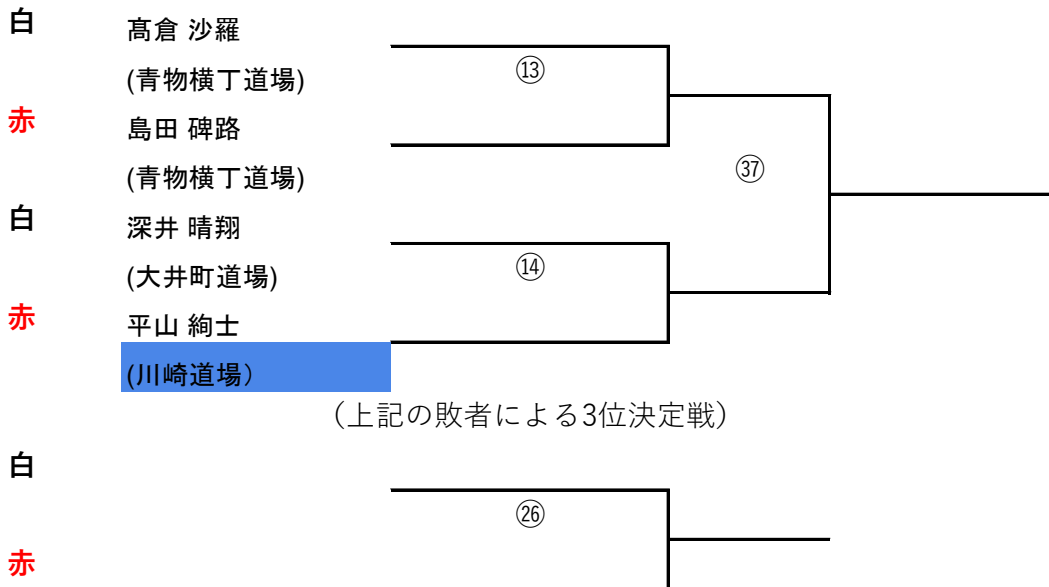 白
髙倉 沙羅
⑬
(青物横丁道場)
赤
島田 碑路
(青物横丁道場)
㊲
白
深井 晴翔
⑭
(大井町道場)
赤
平山 絢士
(川崎道場）
（上記の敗者による3位決定戦）
白
㉖
赤